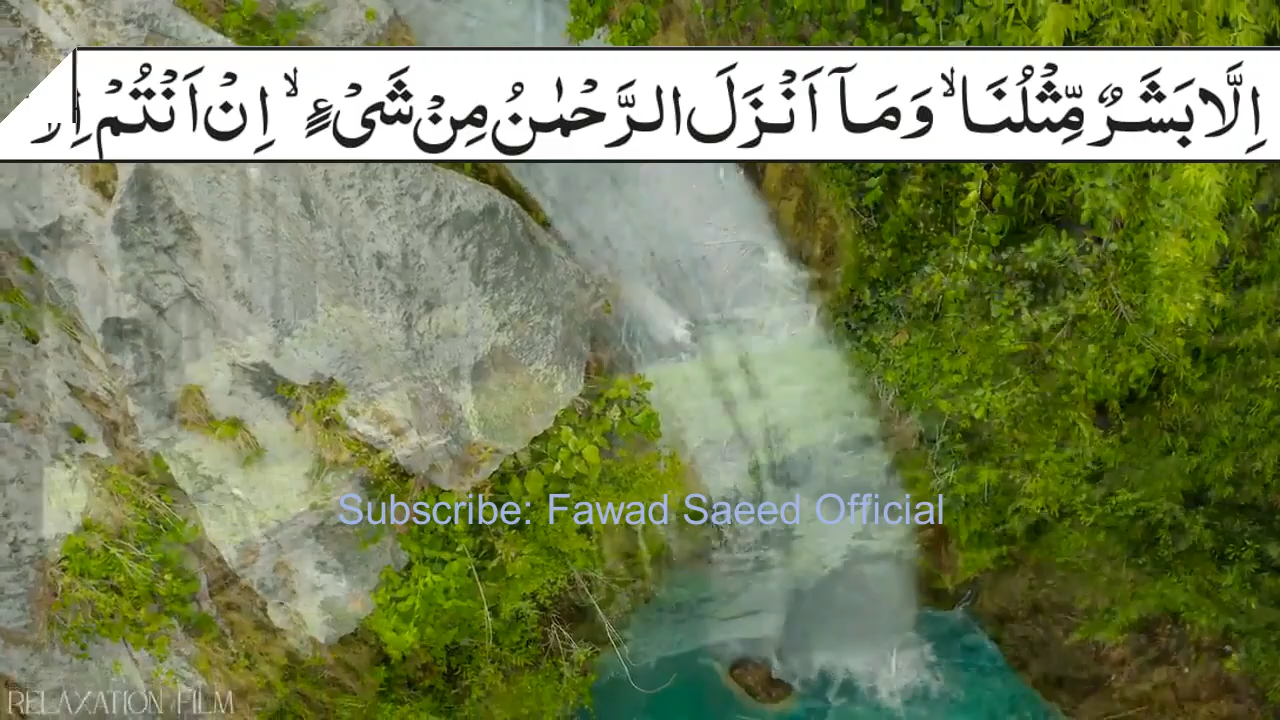 اِلَّا بَشَرٌ مِّثْلُنَا ۙ وَمَآ اَنْزَلَ الرَّحْمٰنُ مِنْ شَیْءٍ ۙ اِنْ اَنْتُمْ
Subscribe: Fawad Saeed Official
RELAXATION FILM